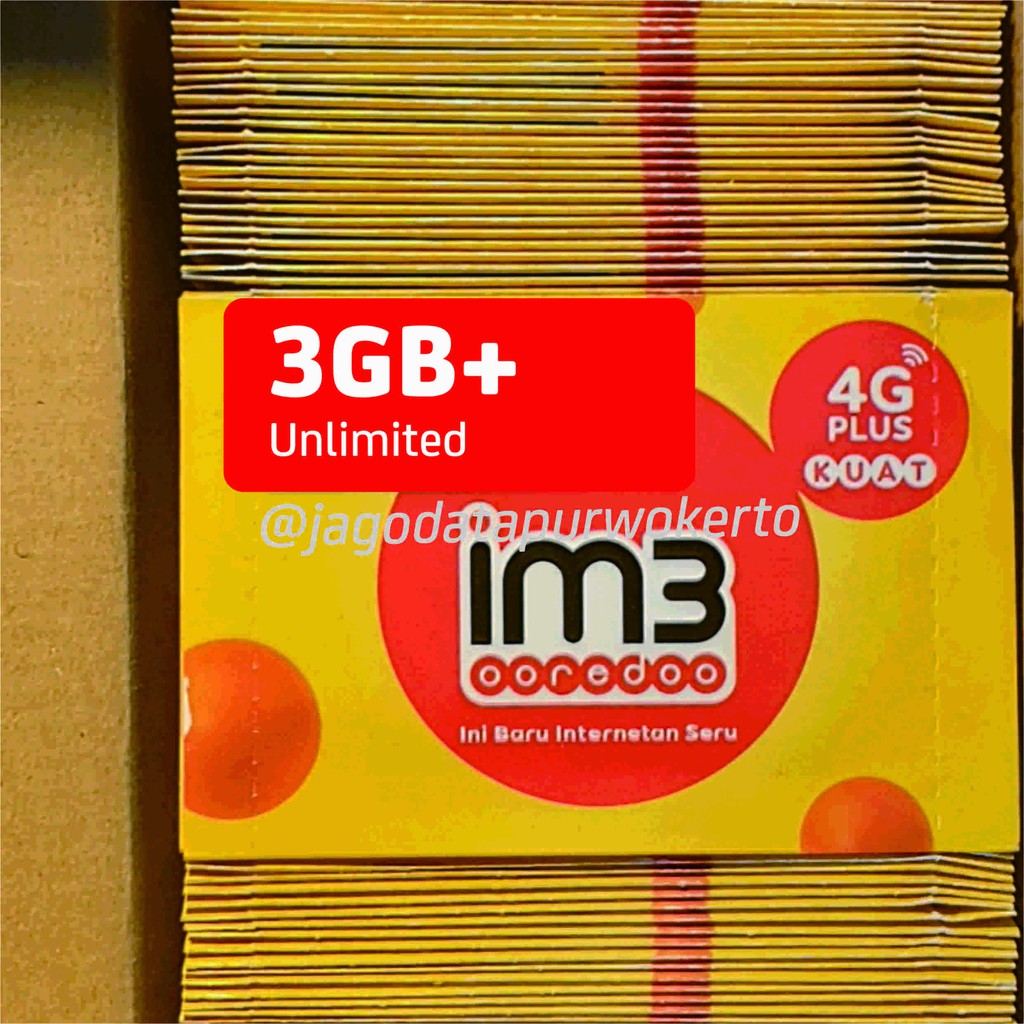 3GB+
Unlimited
4G
PLUS
KUAT
@jagodatapurwokerto
im3
ooredoo
Ini Baru Internetan Seru